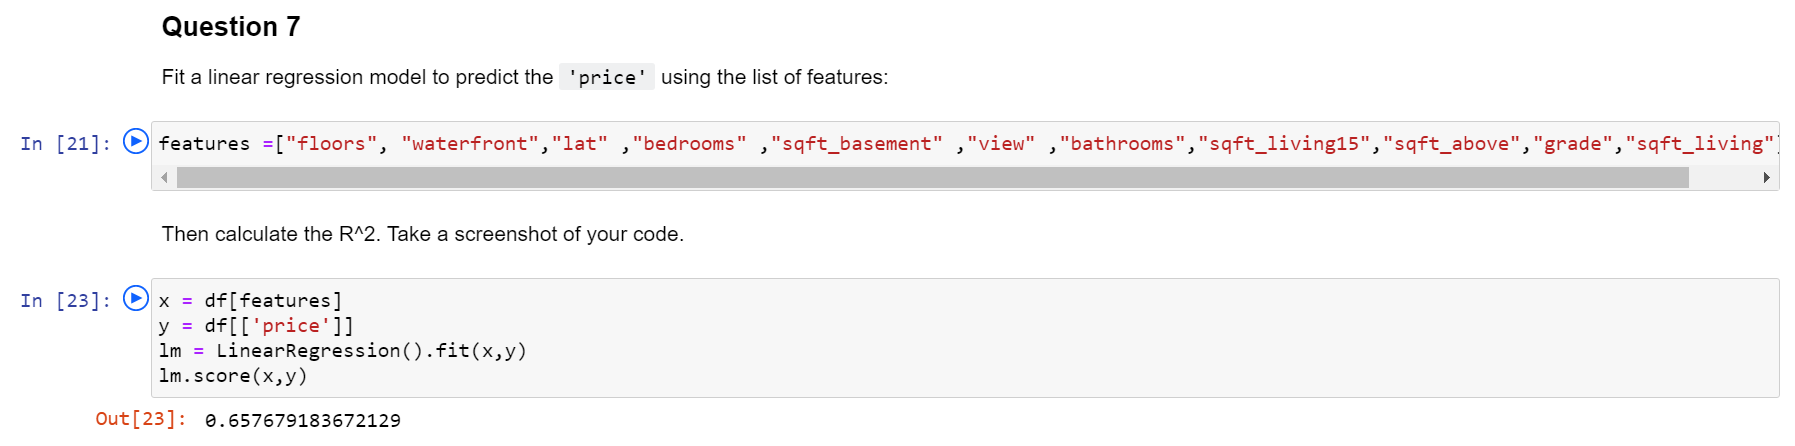 Question 7
Fit a linear regression model to predict the 'price' using the list of features:
In [21]: features =["floors", "waterfront","lat" ,"bedrooms" ,"sqft_basement" ,"view" ,"bathrooms","sqft_living15","sqft_above","grade","sqft_living"]
Then calculate the R^2. Take a screenshot of your code.
In [23]: x = df[features]
y = df[['price']]
lm = LinearRegression().fit(x,y)
lm.score(x,y)
Out[23]: 0.657679183672129